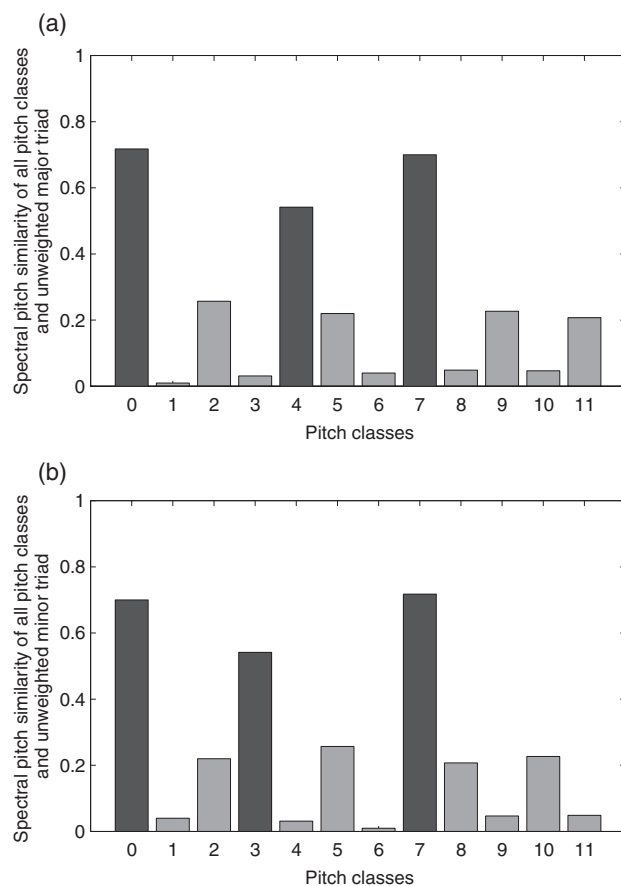 (a)
Spectral pitch similarity of all pitch classes
and unweighted major triad
1
0.8
0.6
0.4
0.2
0
0 1 2 3 4 5 6 7 8 9 10 11
Pitch classes
(b)
Spectral pitch similarity of all pitch classes
and unweighted minor triad
1
0.8
0.6
0.4
0.2
0
0 1 2 3 4 5 6 7 8 9 10 11
Pitch classes